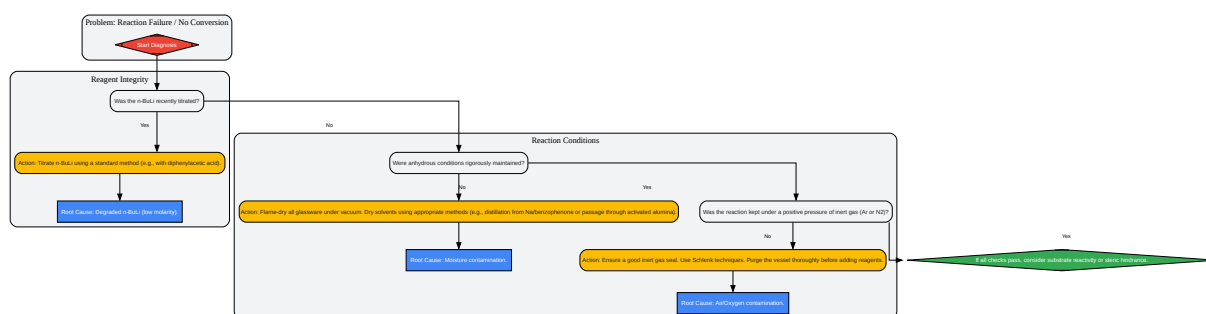 Problem: Reaction Failure / No Conversion
Start Diagnosis
Reagent Integrity
Was the n-BuLi recently titrated?
Yes
No
Action: Titrate n-BuLi using a standard method (e.g., with diphenylacetic acid).
Root Cause: Degraded n-BuLi (low molarity).
Reaction Conditions
Were anhydrous conditions rigorously maintained?
No
Yes
Action: Flame-dry all glassware under vacuum. Dry solvents using appropriate methods (e.g., distillation from Na/benzophenone or passage through activated alumina).
Was the reaction kept under a positive pressure of inert gas (Ar or N2)?
Root Cause: Moisture contamination.
No
Yes
Action: Ensure a good inert gas seal. Use Schlenk techniques. Purge the vessel thoroughly before adding reagents.
If all checks pass, consider substrate reactivity or steric hindrance.
Root Cause: Air/Oxygen contamination.